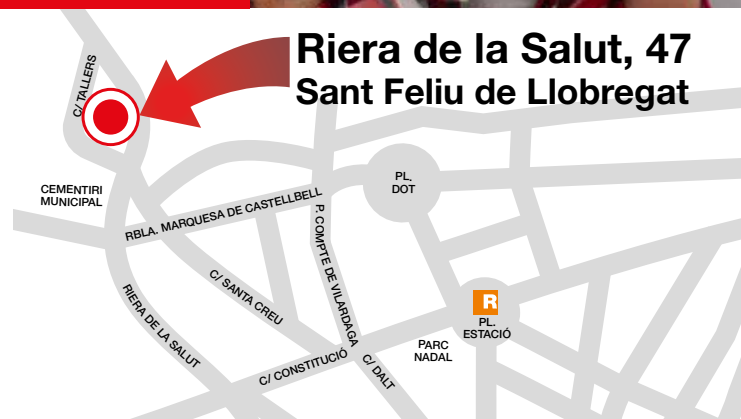 Riera de la Salut, 47
Sant Feliu de Llobregat
C/ TALLERS
CEMENTIRI
MUNICIPAL
PL.
DOT
RBLA. MARQUESA DE CASTELLBELL
P. COMPTE DE VILARDAGA
C/ SANTA CREU
RIERA DE LA SALUT
R
PL.
ESTACIÓ
PARC
NADAL
C/ CONSTITUCIÓ
C/ DALT